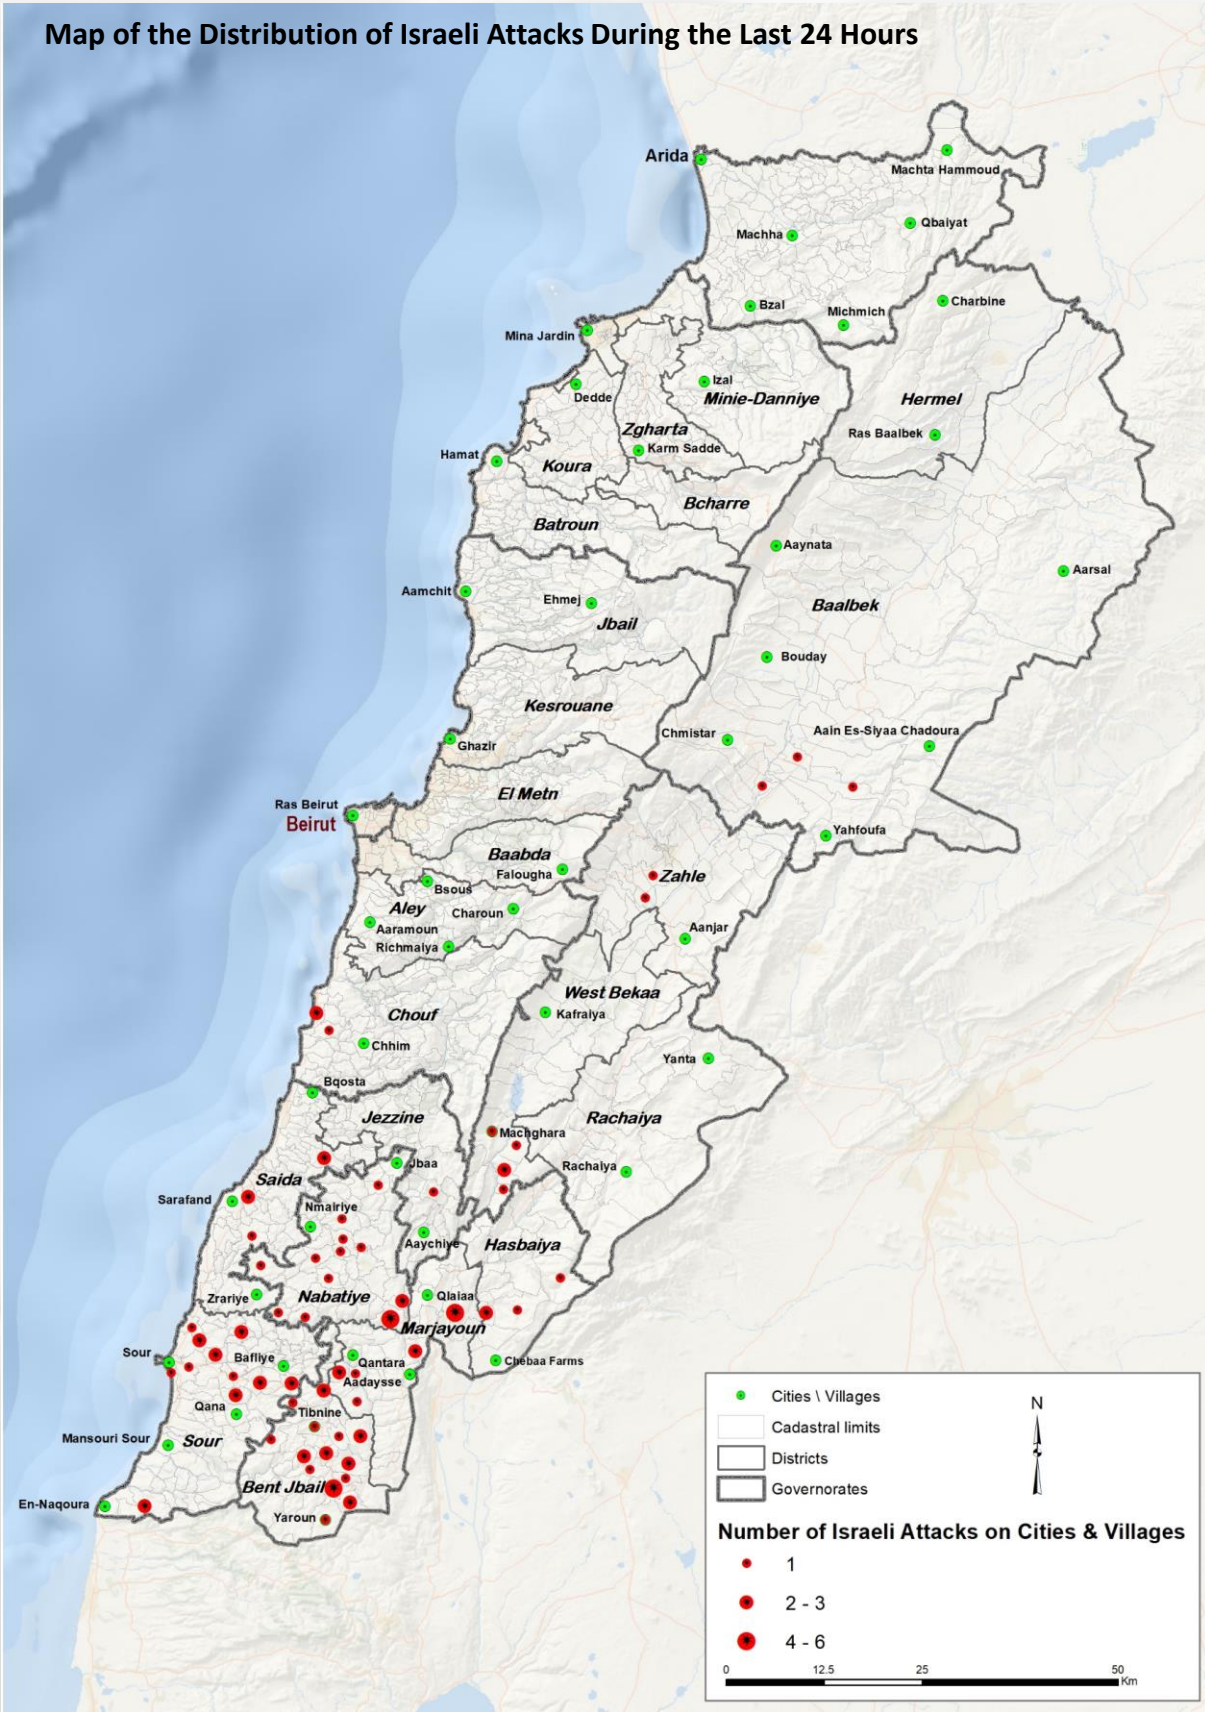 Map of the Distribution of Israeli Attacks During the Last 24 Hours
Arida
Machta Hammoud
Qbaiyat
Machha
Bzal
Michmich
Charbine
Mina Jardin
Izal
Dedde
Minie-Danniye
Hermel
Zgharta
Ras Baalbek
Karm Sadde
Hamat
Koura
Bcharre
Batroun
Aaynata
Aarsal
Aamchit
Ehmej
Baalbek
Jbail
Bouday
Kesrouane
Chmistar
Aain Es-Siyaa Chadoura
Ghazir
El Metn
Ras Beirut
Beirut
Yahfoufa
Baabda
Falougha
Zahle
Bsous
Aley
Charoun
Aaramoun
Aanjar
Richmaiya
West Bekaa
Chouf
Kafraiya
Chhim
Yanta
Bqosta
Jezzine
Rachaiya
Machghara
Jbaa
Rachaiya
Saida
Sarafand
Nmairiye
Aaychiye
Hasbaiya
Zrariye
Nabatiye
Qlaiaa
Marjayoun
Sour
Bafliye
Qantara
Chebaa Farms
Aadaysse
Qana
Tibnine
Mansouri Sour
Sour
Bent Jbail
En-Naqoura
Yaroun
Cities \ Villages
N
Cadastral limits
Districts
Governorates
Number of Israeli Attacks on Cities & Villages
1
2 - 3
4 - 6
0 12.5 25 50
Km